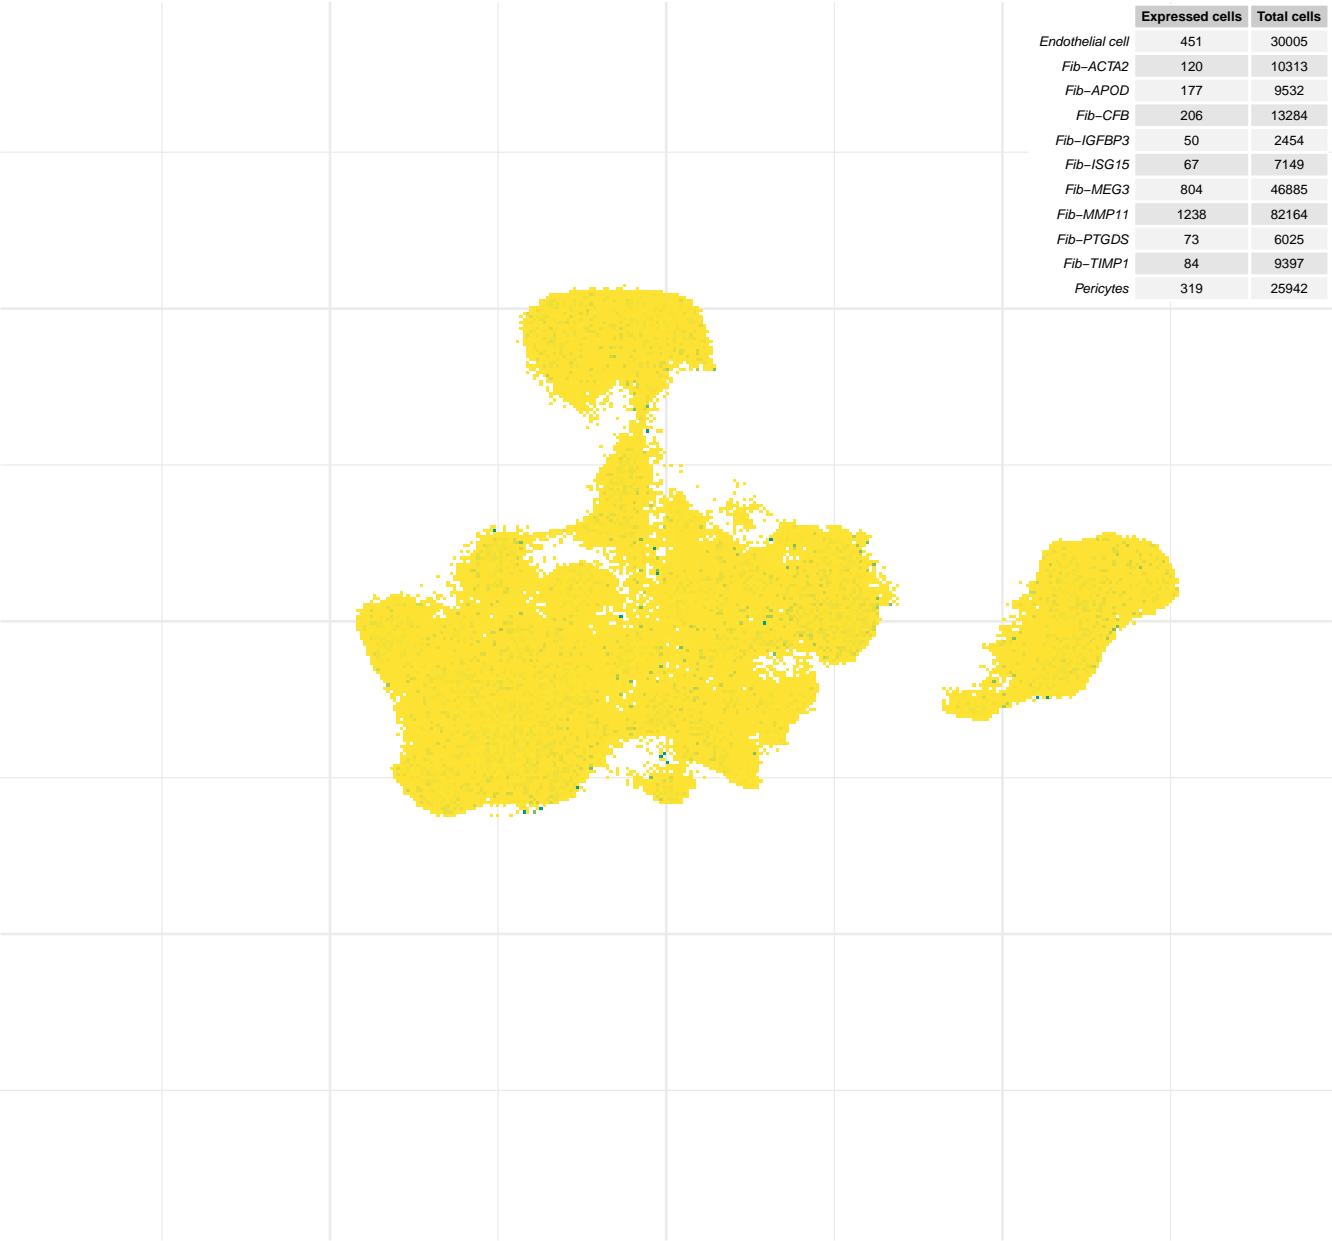 Expressed cells Total cells
Endothelial cell 451 30005
Fib−ACTA2 120 10313
Fib−APOD 177 9532
Fib−CFB 206 13284
Fib−IGFBP3 50 2454
Fib−ISG15 67 7149
Fib−MEG3 804 46885
Fib−MMP11 1238 82164
Fib−PTGDS 73 6025
Fib−TIMP1 84 9397
Pericytes 319 25942